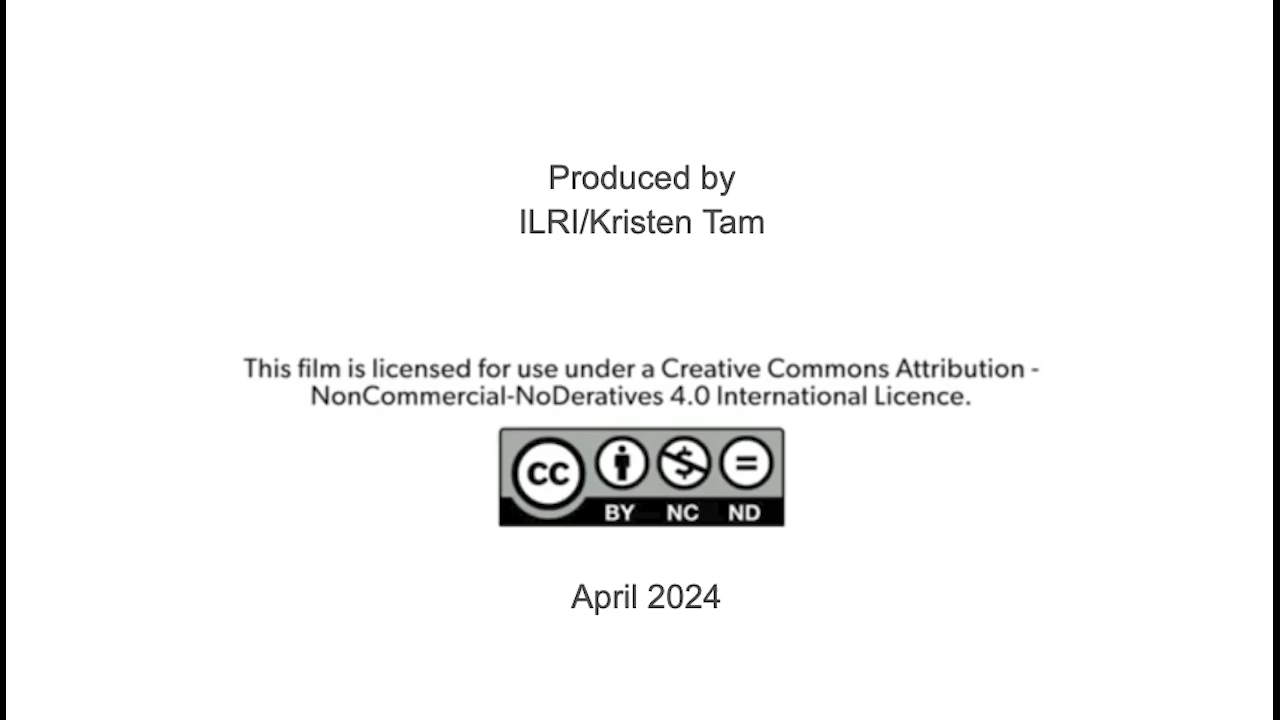 Produced by
ILRI/Kristen Tam
This film is licensed for use under a Creative Commons Attribution -
NonCommercial-NoDeratives 4.0 International Licence.
CC
BY NC ND
April 2024